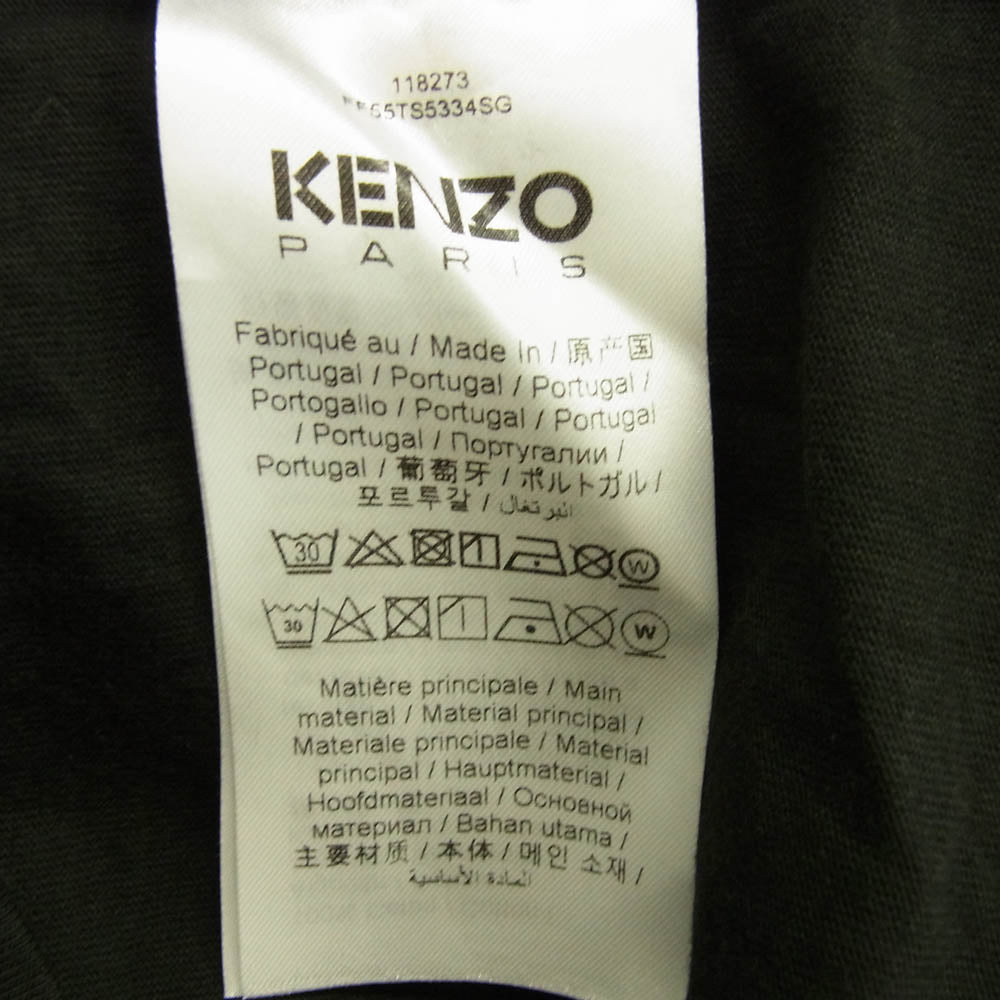 118273
KENZO
PARIS
Fabriqué au / Made In / 原产国
Portugal / Portugal / Portugal /
Portogallo / Portugal / Portugal
/ Portugal / Португалии /
Portugal / 葡萄牙 / ポルトガル /
포르투갈 / البرتغال
30 W
30 W
Matière principale / Main
material / Material principal /
Materiale principale / Material
principal / Hauptmaterial /
Hoofdmateriaal / Основной
материал / Bahan utama /
主要材质 / 本体 / 메인 소재 /
المادة الأساسية